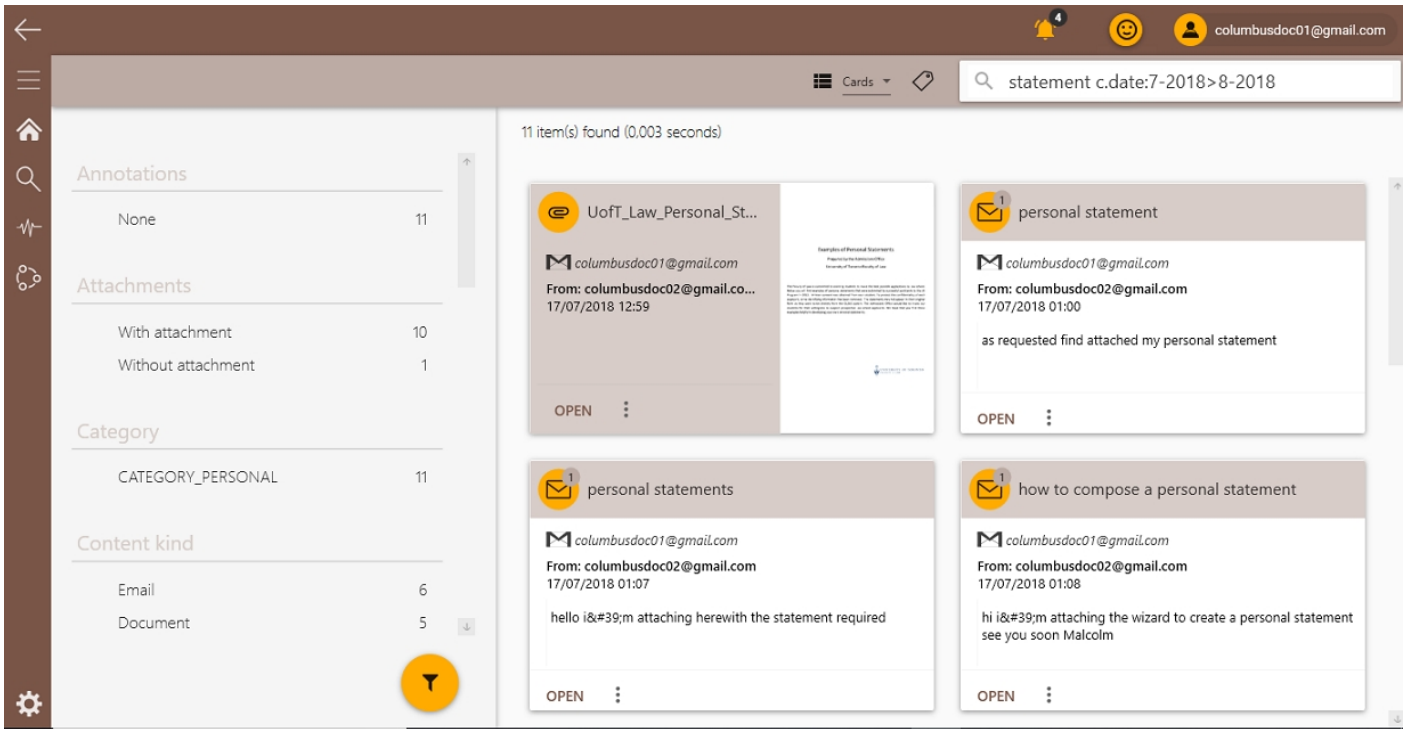 4
columbusdoc01@gmail.com
Cards
statement c.date:7-2018>8-2018
11 item(s) found (0,003 seconds)
Annotations
None 11
Attachments
With attachment 10
Without attachment 1
Category
CATEGORY_PERSONAL 11
Content kind
Email 6
Document 5
UofT_Law_Personal_St...
columbusdoc01@gmail.com
From: columbusdoc02@gmail.co...
17/07/2018 12:59
Examples of Personal Statements
OPEN
1
personal statement
columbusdoc01@gmail.com
From: columbusdoc02@gmail.com
17/07/2018 01:00
as requested find attached my personal statement
OPEN
1
personal statements
columbusdoc01@gmail.com
From: columbusdoc02@gmail.com
17/07/2018 01:07
hello i&#39;m attaching herewith the statement required
OPEN
1
how to compose a personal statement
columbusdoc01@gmail.com
From: columbusdoc02@gmail.com
17/07/2018 01:08
hi i&#39;m attaching the wizard to create a personal statement
see you soon Malcolm
OPEN